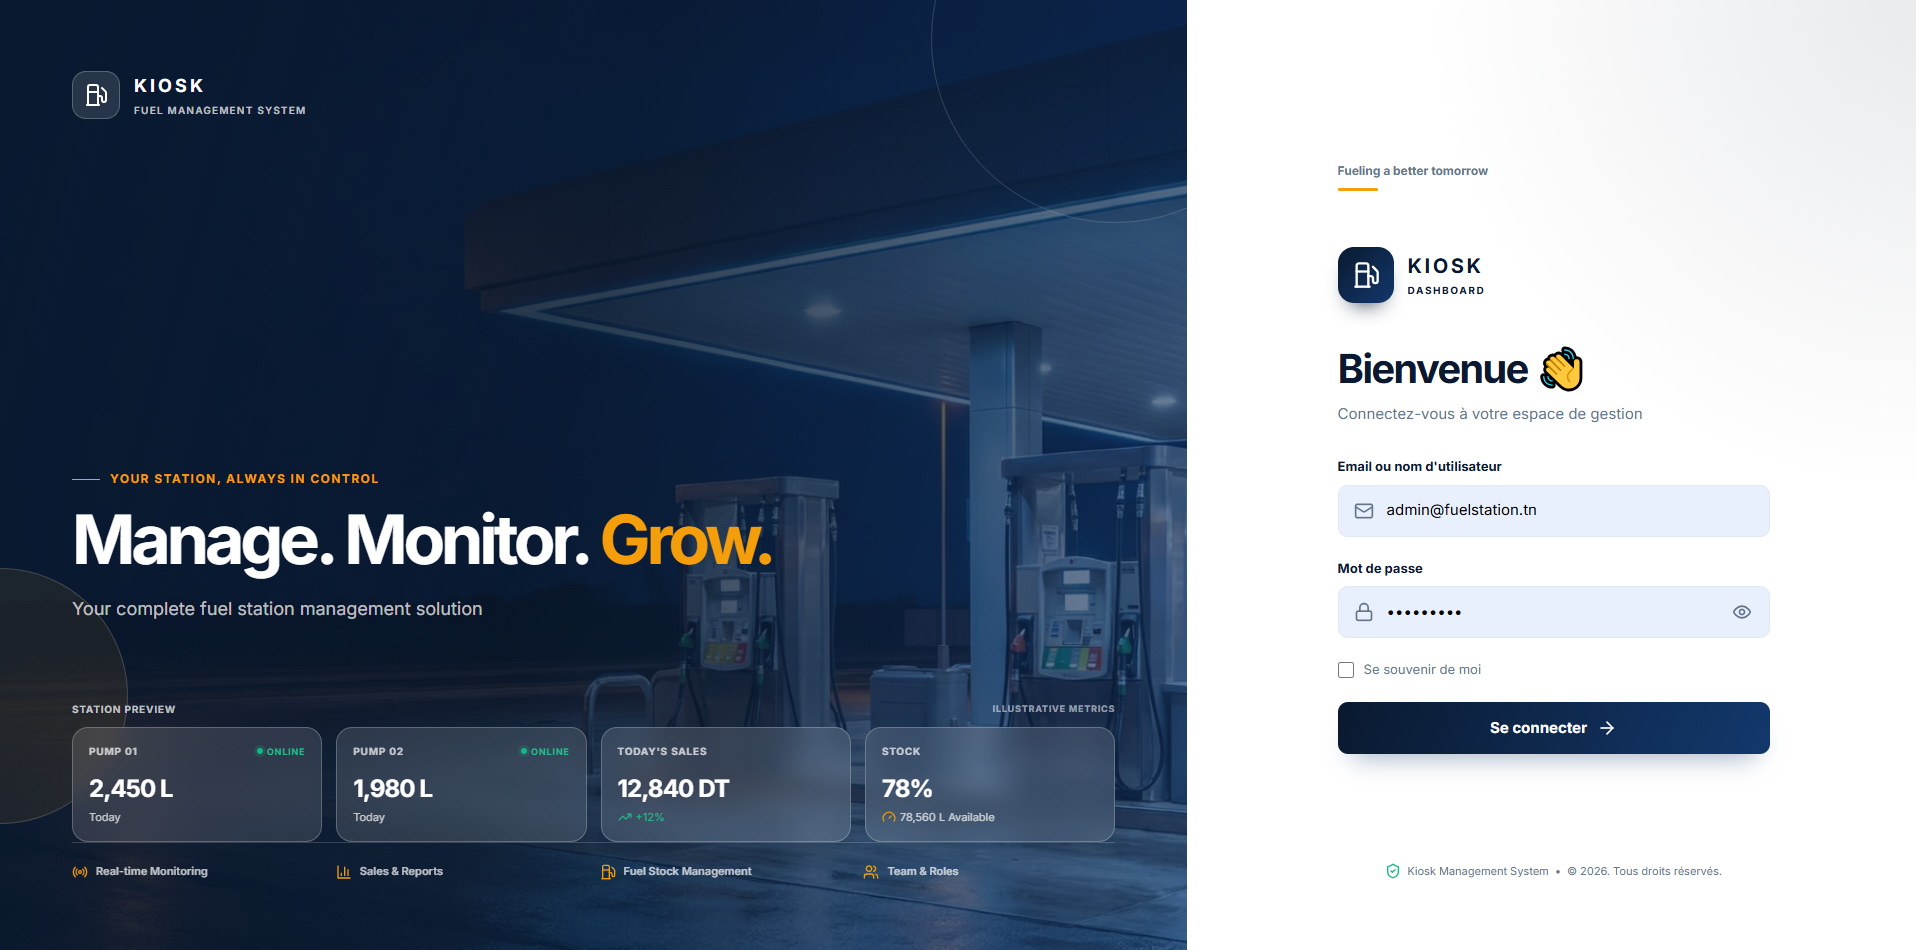 KIOSK
FUEL MANAGEMENT SYSTEM
YOUR STATION, ALWAYS IN CONTROL
Manage. Monitor. Grow.
Your complete fuel station management solution
STATION PREVIEW
ILLUSTRATIVE METRICS
PUMP 01
ONLINE
2,450 L
Today
PUMP 02
ONLINE
1,980 L
Today
TODAY'S SALES
12,840 DT
+12%
STOCK
78%
78,560 L Available
Real-time Monitoring
Sales & Reports
Fuel Stock Management
Team & Roles
Fueling a better tomorrow
KIOSK
DASHBOARD
Bienvenue 👋
Connectez-vous à votre espace de gestion
Email ou nom d'utilisateur
admin@fuelstation.tn
Mot de passe
•••••••••
Se souvenir de moi
Se connecter →
Kiosk Management System • © 2026. Tous droits réservés.